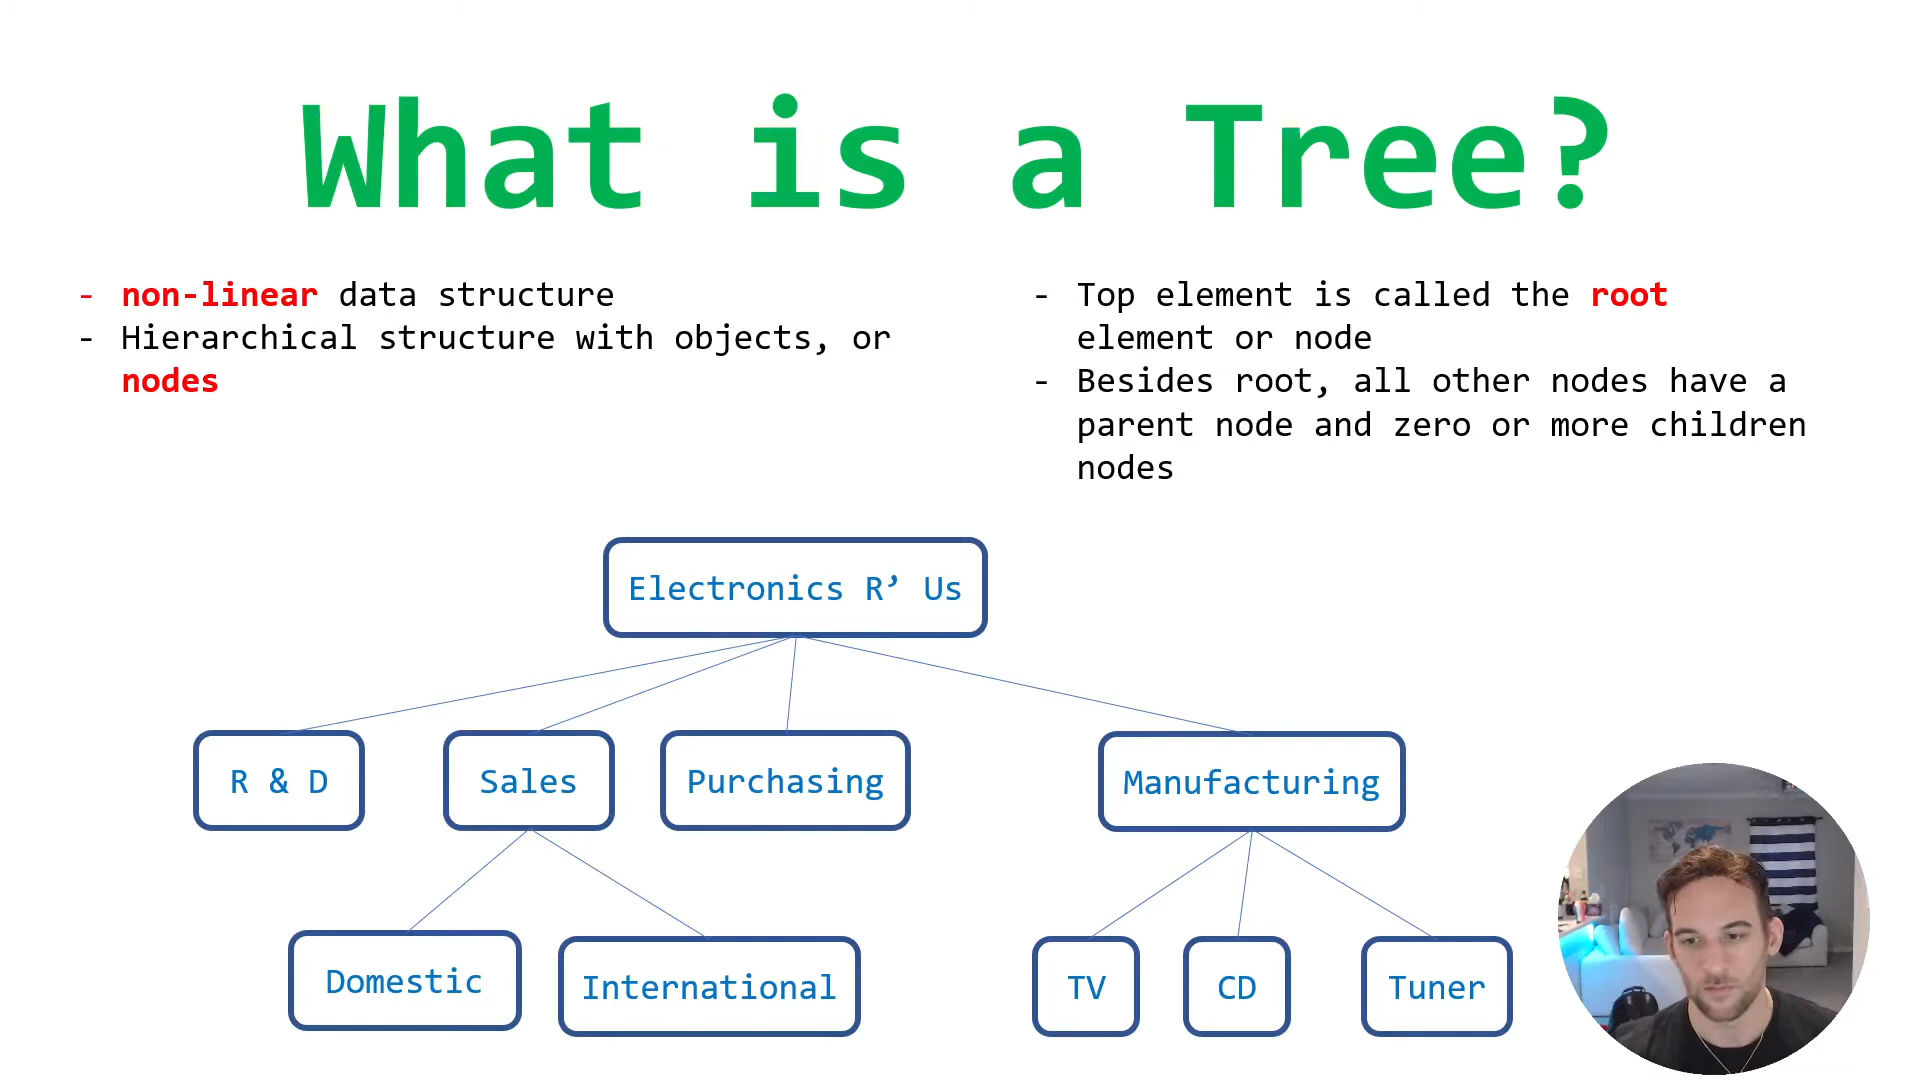 What is a Tree?
- non-linear data structure
- Hierarchical structure with objects, or
nodes
- Top element is called the root
element or node
- Besides root, all other nodes have a
parent node and zero or more children
nodes
Electronics R’ Us
R & D
Sales
Purchasing
Manufacturing
Domestic
International
TV
CD
Tuner